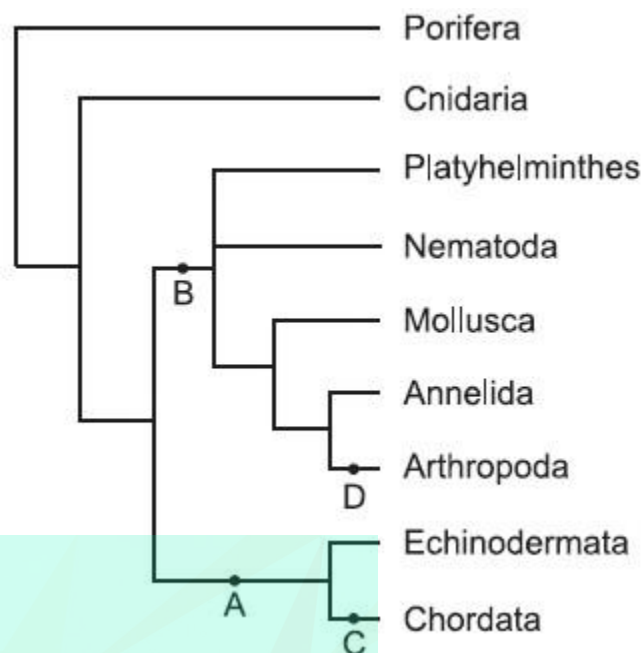 Porifera
Cnidaria
Platyhelminthes
Nematoda
B
Mollusca
Annelida
Arthropoda
D
Echinodermata
A
Chordata
C